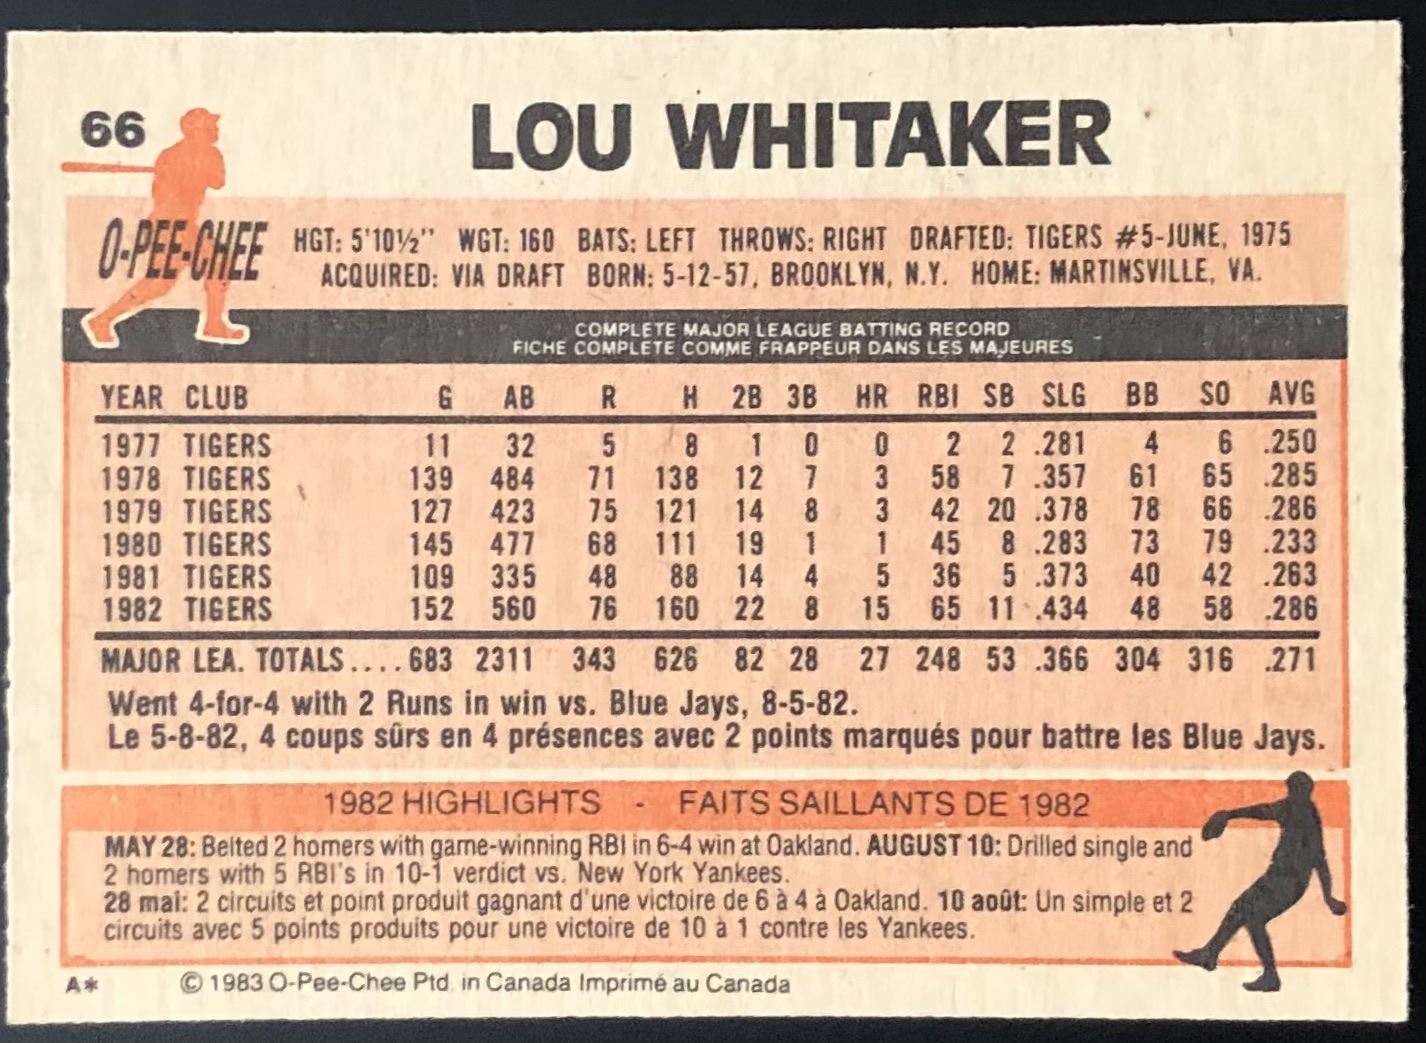 66
LOU WHITAKER
O-PEE-CHEE
HGT: 5'10½" WGT: 160 BATS: LEFT THROWS: RIGHT DRAFTED: TIGERS #5-JUNE, 1975
ACQUIRED: VIA DRAFT BORN: 5-12-57, BROOKLYN, N.Y. HOME: MARTINSVILLE, VA.
COMPLETE MAJOR LEAGUE BATTING RECORD
FICHE COMPLETE COMME FRAPPEUR DANS LES MAJEURES
YEAR CLUB G AB R H 2B 3B HR RBI SB SLG BB SO AVG
1977 TIGERS 11 32 5 8 1 0 0 2 2 .281 4 6 .250
1978 TIGERS 139 484 71 138 12 7 3 58 7 .357 61 65 .285
1979 TIGERS 127 423 75 121 14 8 3 42 20 .378 78 66 .286
1980 TIGERS 145 477 68 111 19 1 1 45 8 .283 73 79 .233
1981 TIGERS 109 335 48 88 14 4 5 36 5 .373 40 42 .263
1982 TIGERS 152 560 76 160 22 8 15 65 11 .434 48 58 .286
MAJOR LEA. TOTALS....683 2311 343 626 82 28 27 248 53 .366 304 316 .271
Went 4-for-4 with 2 Runs in win vs. Blue Jays, 8-5-82.
Le 5-8-82, 4 coups sûrs en 4 présences avec 2 points marqués pour battre les Blue Jays.
1982 HIGHLIGHTS - FAITS SAILLANTS DE 1982
MAY 28: Belted 2 homers with game-winning RBI in 6-4 win at Oakland. AUGUST 10: Drilled single and
2 homers with 5 RBI's in 10-1 verdict vs. New York Yankees.
28 mai: 2 circuits et point produit gagnant d'une victoire de 6 à 4 à Oakland. 10 août: Un simple et 2
circuits avec 5 points produits pour une victoire de 10 à 1 contre les Yankees.
A* © 1983 O-Pee-Chee Ptd. in Canada Imprimé au Canada